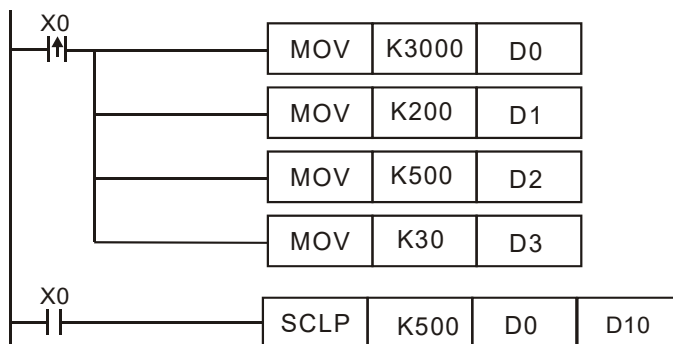 X0
MOV K3000 D0
MOV K200 D1
MOV K500 D2
MOV K30 D3
X0
SCLP K500 D0 D10